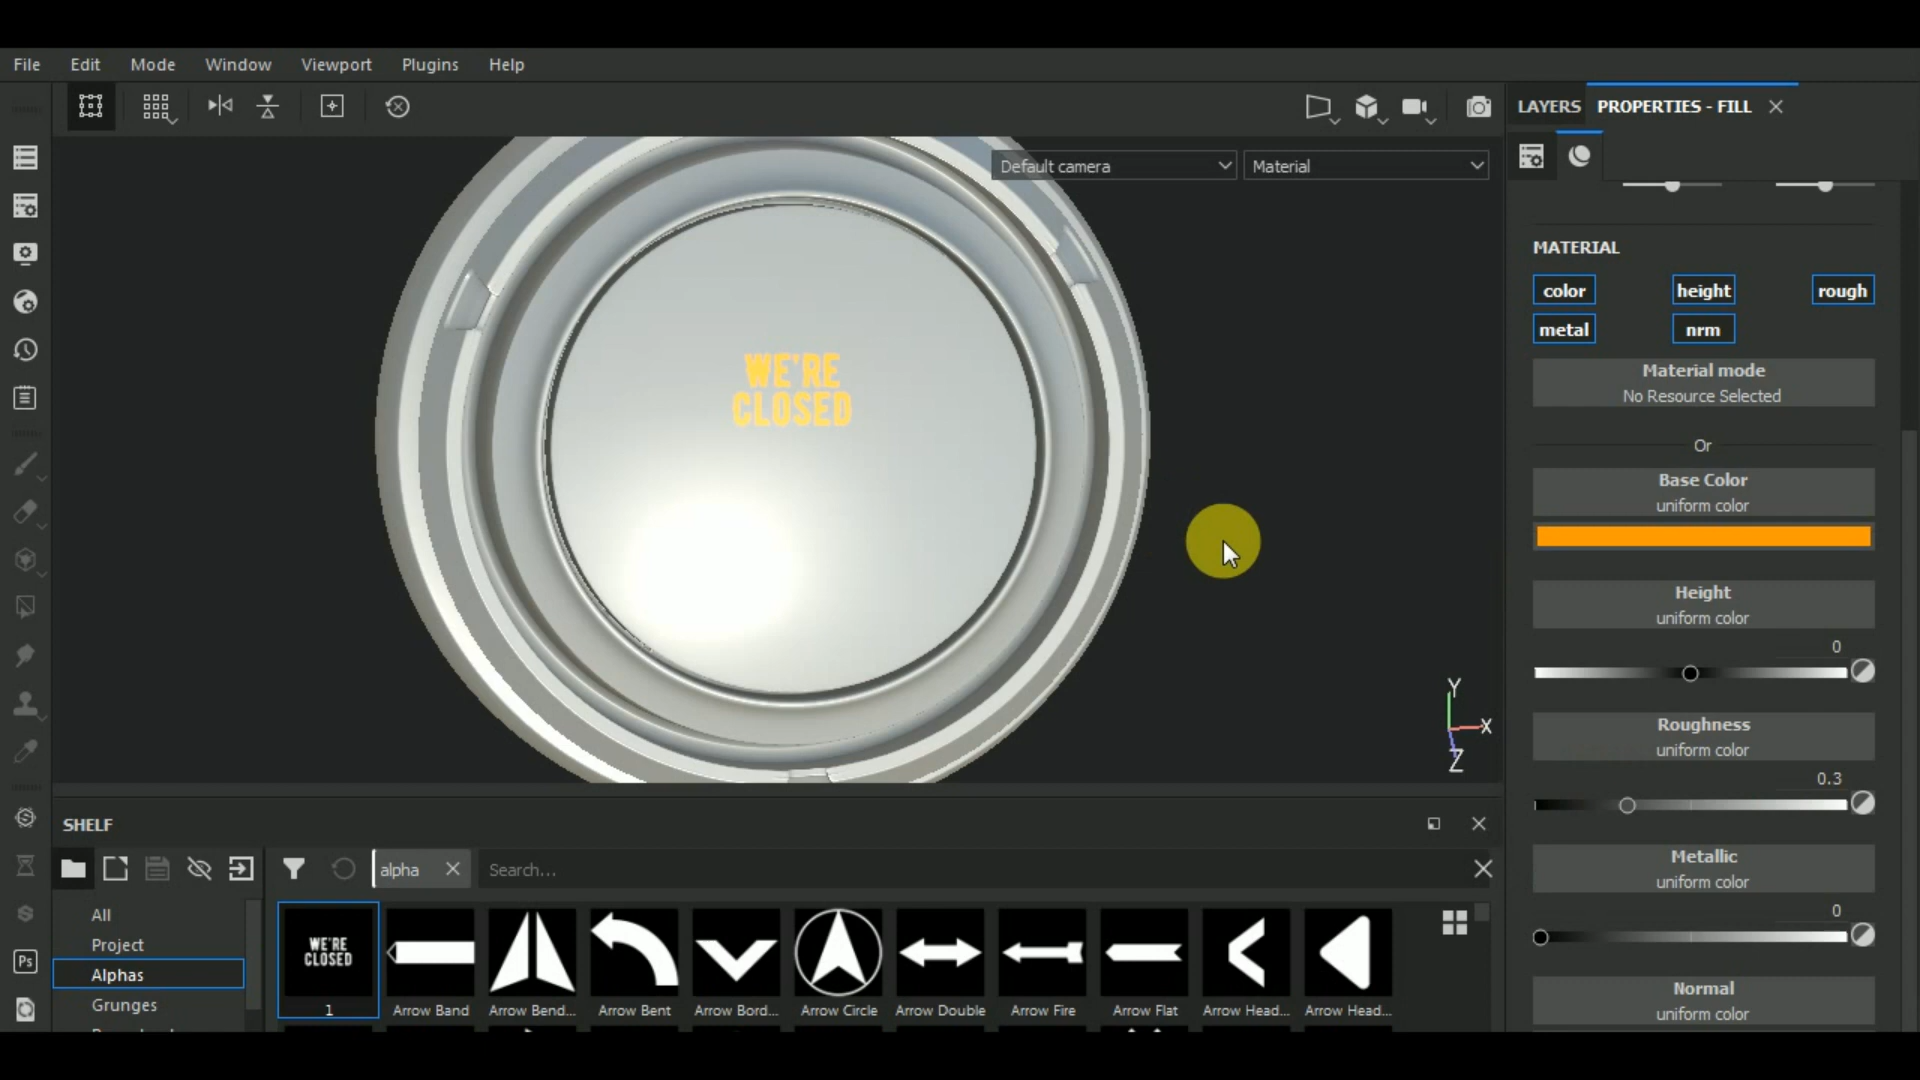 File Edit Mode Window Viewport Plugins Help
LAYERS PROPERTIES - FILL
Default camera Material
MATERIAL
color height rough
metal nrm
Material mode
No Resource Selected
Or
Base Color
uniform color
Height
uniform color
0
Roughness
uniform color
0.3
Metallic
uniform color
0
Normal
uniform color
WE'RE
CLOSED
Y
X
Z
SHELF
alpha Search...
All
Project
Alphas
Grunges
Ps
WE'RE
CLOSED
1 Arrow Band Arrow Bend... Arrow Bent Arrow Bord... Arrow Circle Arrow Double Arrow Fire Arrow Flat Arrow Head... Arrow Head...